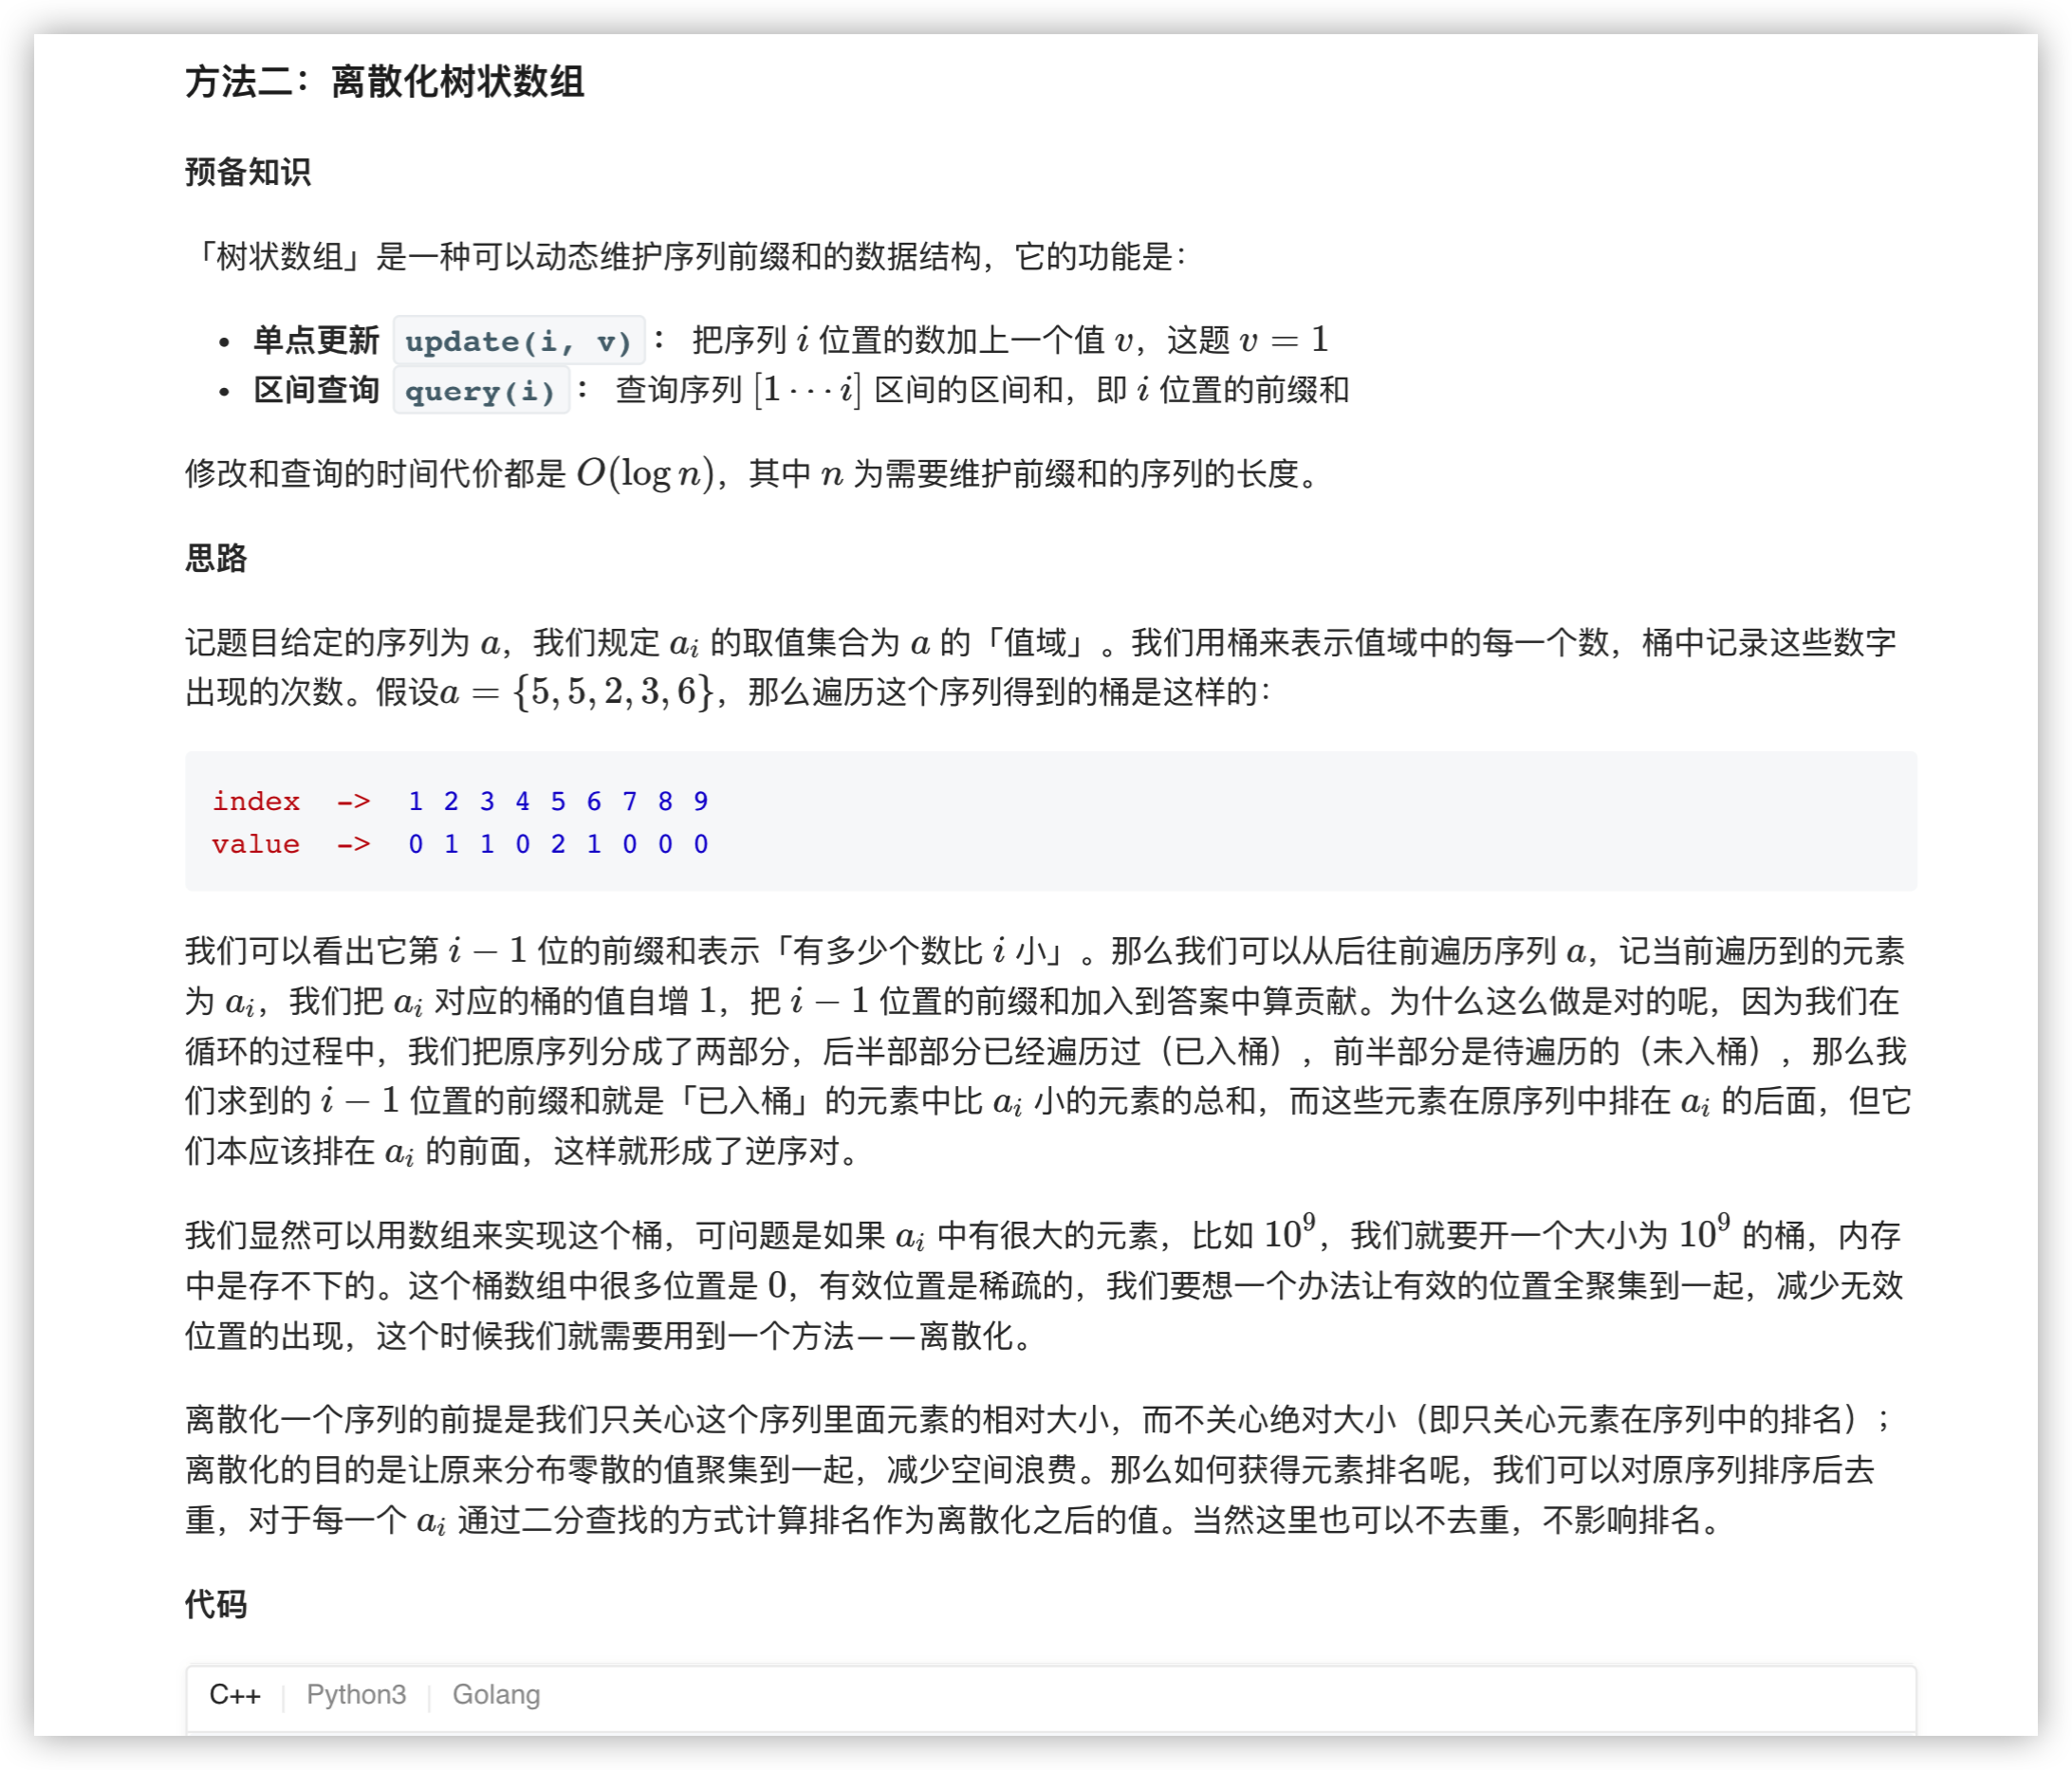 方法二：离散化树状数组
预备知识
「树状数组」是一种可以动态维护序列前缀和的数据结构，它的功能是：
• 单点更新 update(i, v)： 把序列 i 位置的数加上一个值 v，这题 v = 1
• 区间查询 query(i)： 查询序列 [1⋯i] 区间的区间和，即 i 位置的前缀和
修改和查询的时间代价都是 O(log n)，其中 n 为需要维护前缀和的序列的长度。
思路
记题目给定的序列为 a，我们规定 aᵢ 的取值集合为 a 的「值域」。我们用桶来表示值域中的每一个数，桶中记录这些数字
出现的次数。假设a = {5, 5, 2, 3, 6}，那么遍历这个序列得到的桶是这样的：
index -> 1 2 3 4 5 6 7 8 9
value -> 0 1 1 0 2 1 0 0 0
我们可以看出它第 i − 1 位的前缀和表示「有多少个数比 i 小」。那么我们可以从后往前遍历序列 a，记当前遍历到的元素
为 aᵢ，我们把 aᵢ 对应的桶的值自增 1，把 i − 1 位置的前缀和加入到答案中算贡献。为什么这么做是对的呢，因为我们在
循环的过程中，我们把原序列分成了两部分，后半部部分已经遍历过（已入桶），前半部分是待遍历的（未入桶），那么我
们求到的 i − 1 位置的前缀和就是「已入桶」的元素中比 aᵢ 小的元素的总和，而这些元素在原序列中排在 aᵢ 的后面，但它
们本应该排在 aᵢ 的前面，这样就形成了逆序对。
我们显然可以用数组来实现这个桶，可问题是如果 aᵢ 中有很大的元素，比如 10⁹，我们就要开一个大小为 10⁹ 的桶，内存
中是存不下的。这个桶数组中很多位置是 0，有效位置是稀疏的，我们要想一个办法让有效的位置全聚集到一起，减少无效
位置的出现，这个时候我们就需要用到一个方法——离散化。
离散化一个序列的前提是我们只关心这个序列里面元素的相对大小，而不关心绝对大小（即只关心元素在序列中的排名）；
离散化的目的是让原来分布零散的值聚集到一起，减少空间浪费。那么如何获得元素排名呢，我们可以对原序列排序后去
重，对于每一个 aᵢ 通过二分查找的方式计算排名作为离散化之后的值。当然这里也可以不去重，不影响排名。
代码
C++ | Python3 | Golang